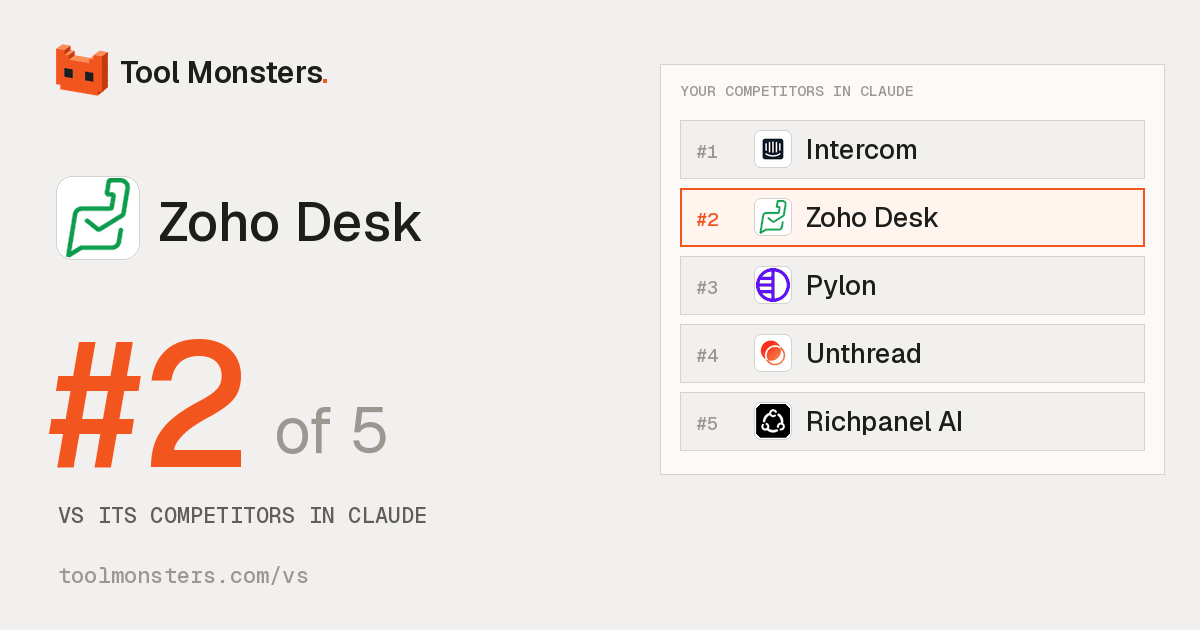 Tool Monsters.
Zoho Desk
#2 of 5
VS ITS COMPETITORS IN CLAUDE
toolmonsters.com/vs
YOUR COMPETITORS IN CLAUDE
#1 Intercom
#2 Zoho Desk
#3 Pylon
#4 Unthread
#5 Richpanel AI